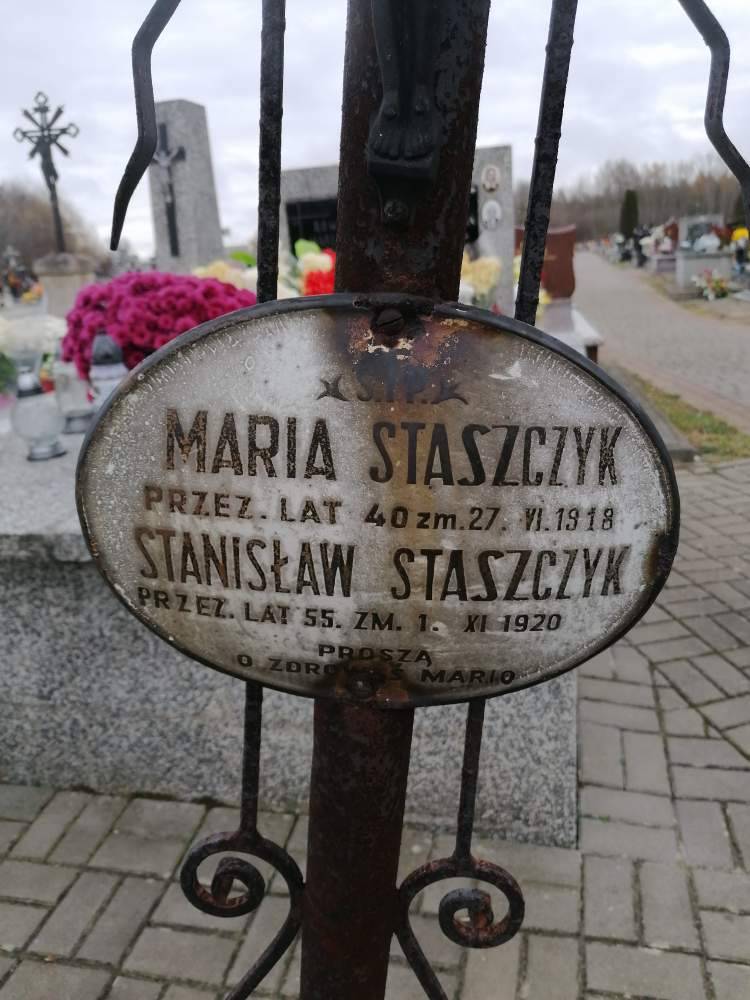 Ś.†P.
MARIA STASZCZYK
PRZEZ. LAT 40 zm. 27. VI. 1918
STANISŁAW STASZCZYK
PRZEZ. LAT 55. ZM. 1. XI 1920
PROSZĄ
O ZDROWAŚ MARIO